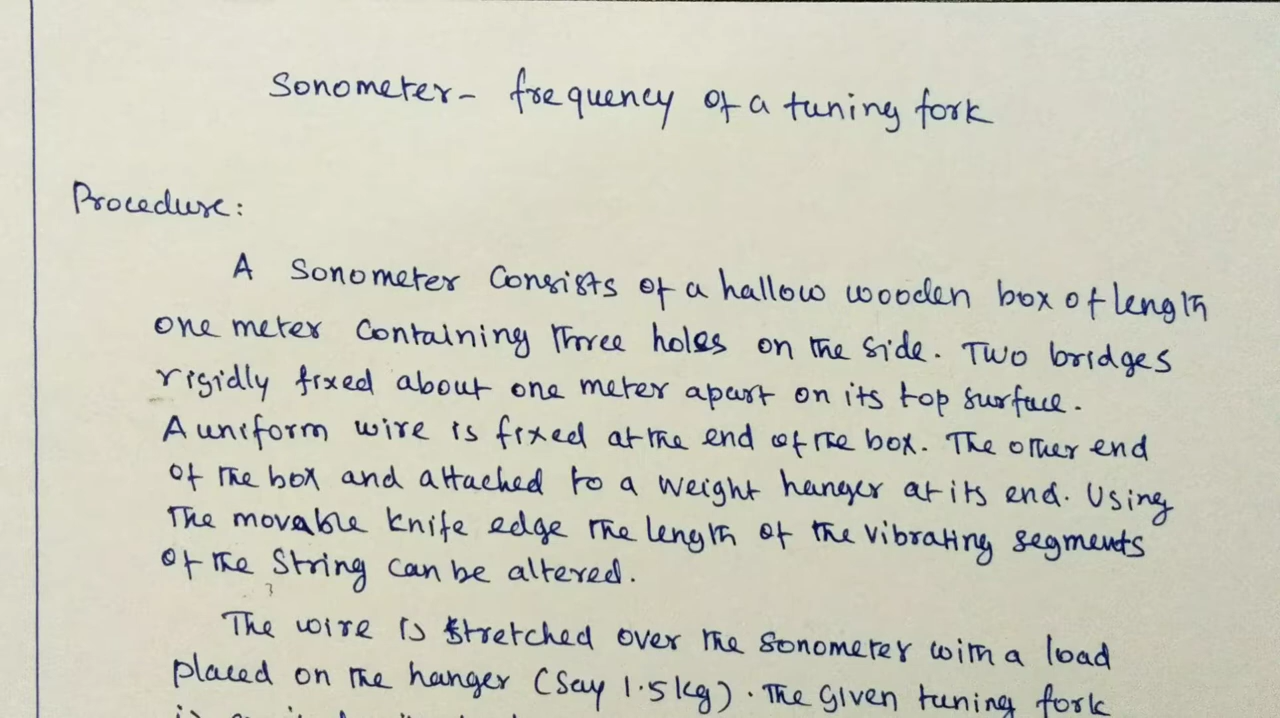 Sonometer - frequency of a tuning fork
Procedure:
A Sonometer Consists of a hallow wooden box of length
one meter Containing three holes on the side. Two bridges
rigidly fixed about one meter apart on its top surface.
A uniform wire is fixed at the end of the box. The other end
of the box and attached to a weight hanger at its end. Using
The movable knife edge the length of the vibrating segments
of the String can be altered.
The wire is stretched over the sonometer with a load
placed on the hanger (Say 1.5kg). The given tuning fork